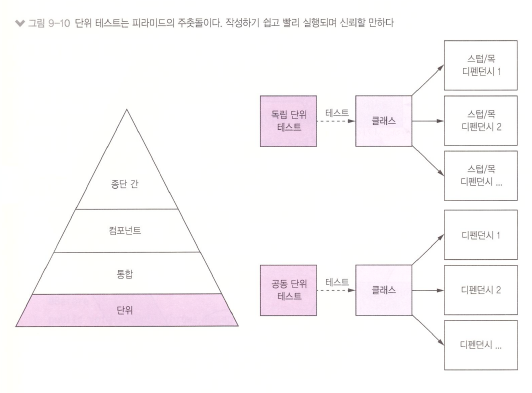 그림 9-10 단위 테스트는 피라미드의 주춧돌이다. 작성하기 쉽고 빨리 실행되며 신뢰할 만하다
종단 간
컴포넌트
통합
단위
독립 단위
테스트
테스트
클래스
스텁/목
디펜던시 1
스텁/목
디펜던시 2
스텁/목
디펜던시 ...
공동 단위
테스트
테스트
클래스
디펜던시 1
디펜던시 2
디펜던시 ...